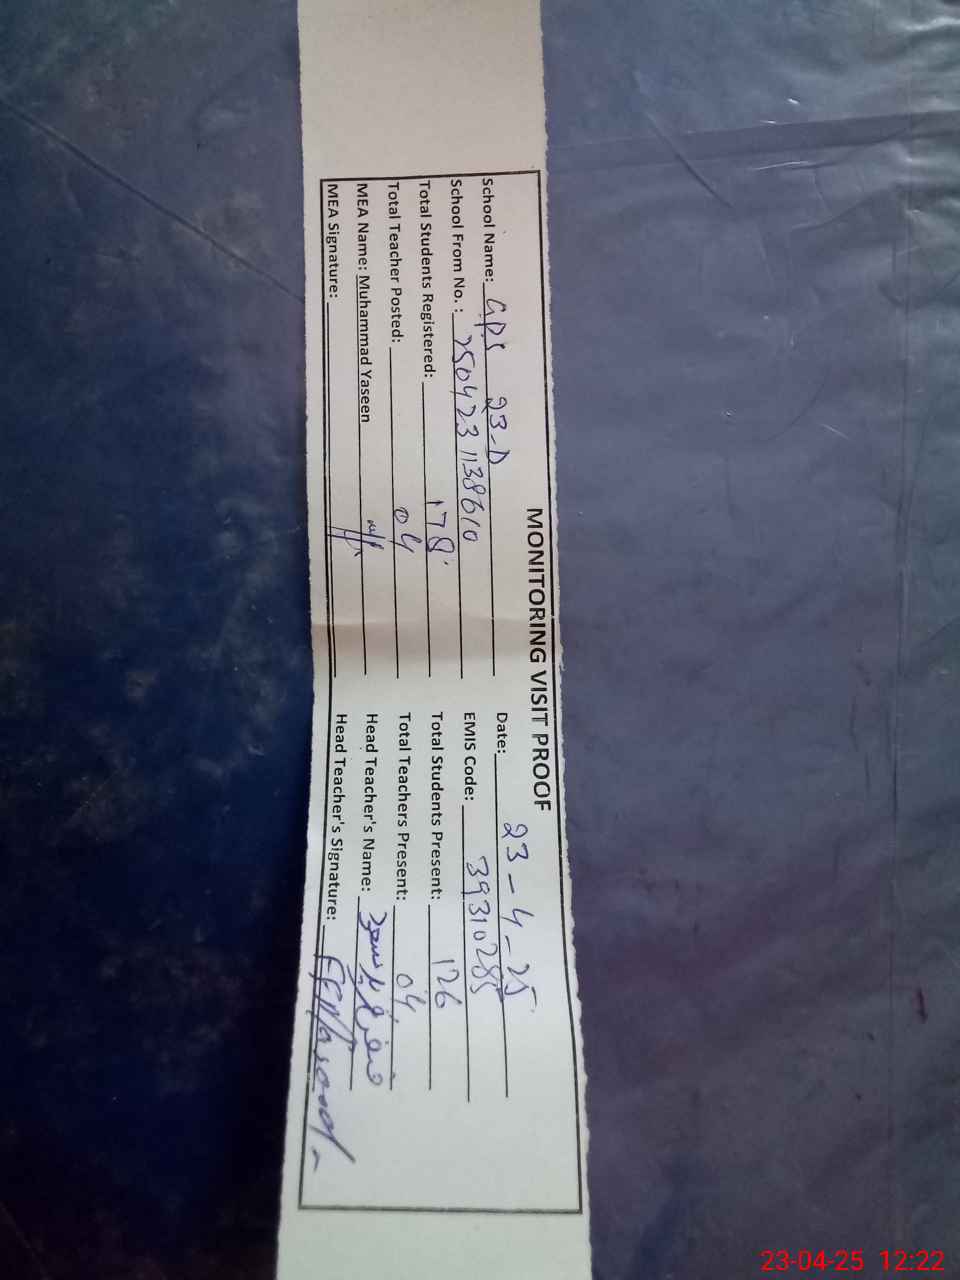 MONITORING VISIT PROOF
School Name: GPS 23-D Date: 23-4-25
School From No. : 250423 1138610 EMIS Code: 39310285
Total Students Registered: 178 Total Students Present: 126
Total Teacher Posted: 04 Total Teachers Present: 04
MEA Name: Muhammad Yaseen Head Teacher's Name:
MEA Signature: Head Teacher's Signature:
23-04-25 12:22